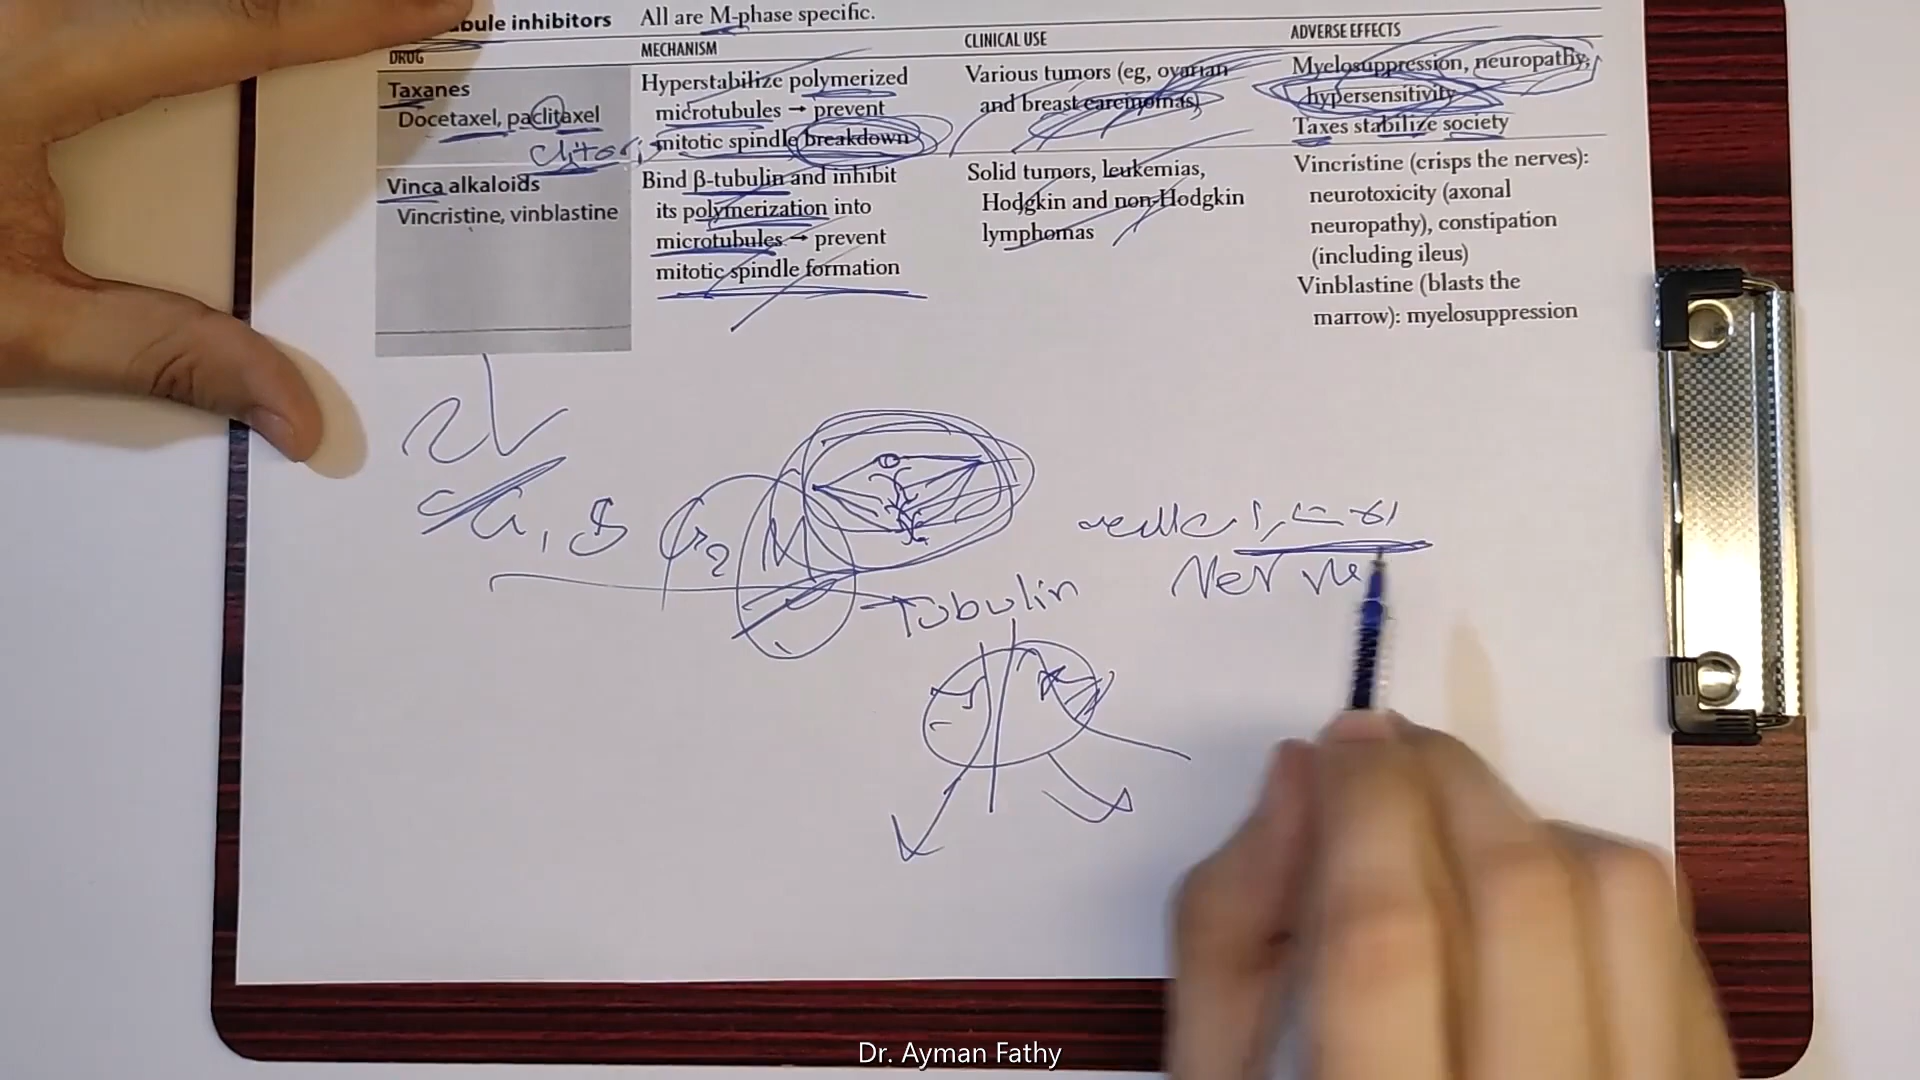 bule inhibitors All are M-phase specific.
DRUG MECHANISM CLINICAL USE ADVERSE EFFECTS
Taxanes
Docetaxel, paclitaxel
Hyperstabilize polymerized
microtubules → prevent
mitotic spindle breakdown
Various tumors (eg, ovarian
and breast carcinomas)
Myelosuppression, neuropathy,
hypersensitivity
Taxes stabilize society
Vinca alkaloids
Vincristine, vinblastine
Bind β-tubulin and inhibit
its polymerization into
microtubules → prevent
mitotic spindle formation
Solid tumors, leukemias,
Hodgkin and non-Hodgkin
lymphomas
Vincristine (crisps the nerves):
neurotoxicity (axonal
neuropathy), constipation
(including ileus)
Vinblastine (blasts the
marrow): myelosuppression
G1 S G2 M
Tubulin
Dr. Ayman Fathy